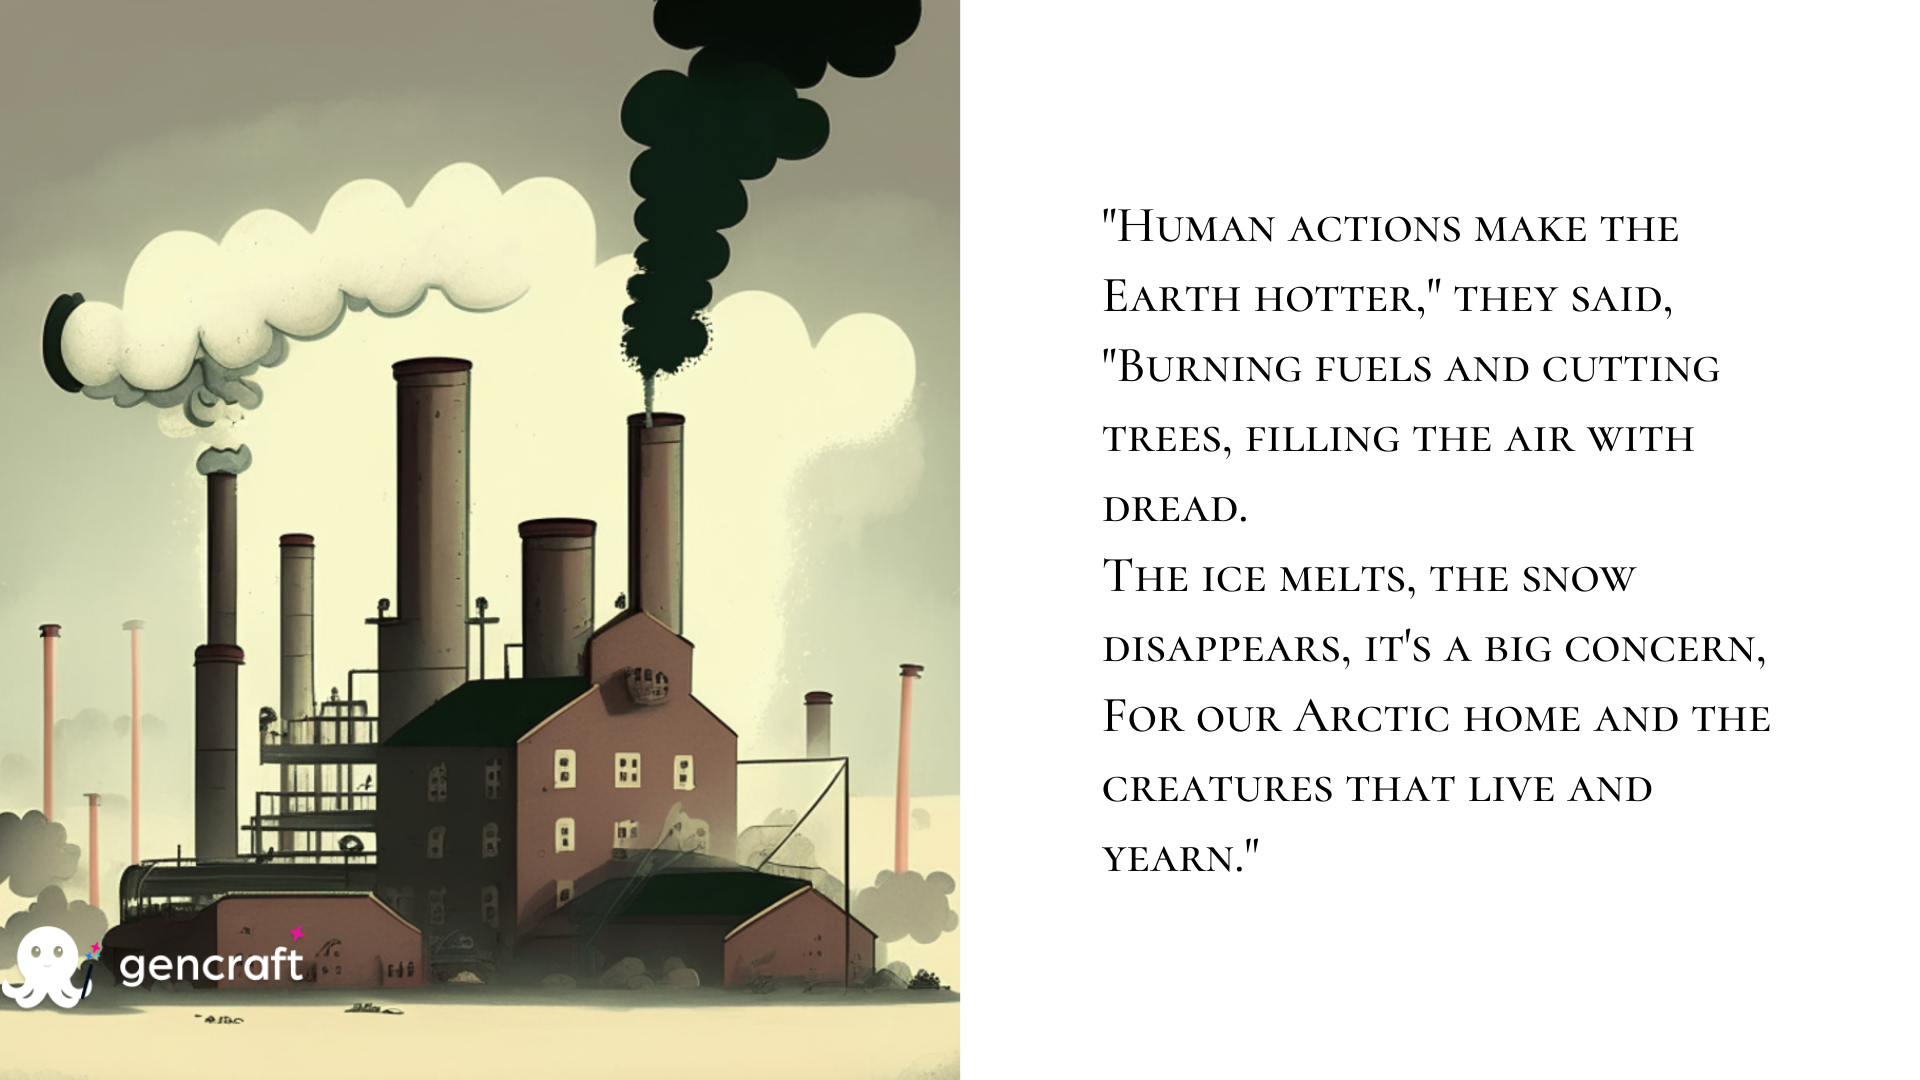 "Human actions make the
Earth hotter," they said,
"Burning fuels and cutting
trees, filling the air with
dread.
The ice melts, the snow
disappears, it's a big concern,
For our Arctic home and the
creatures that live and
yearn."
gencraft